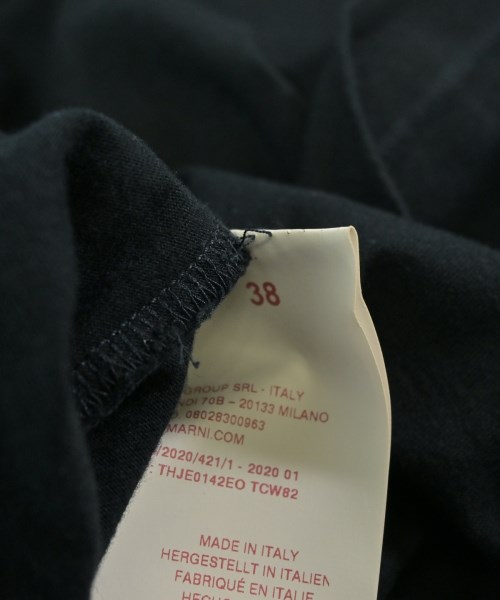 38
GROUP SRL - ITALY
70B - 20133 MILANO
08028300963
MARNI.COM
/2020/421/1 - 2020 01
: THJE0142EO TCW82
MADE IN ITALY
HERGESTELLT IN ITALIEN
FABRIQUÉ EN ITALIE